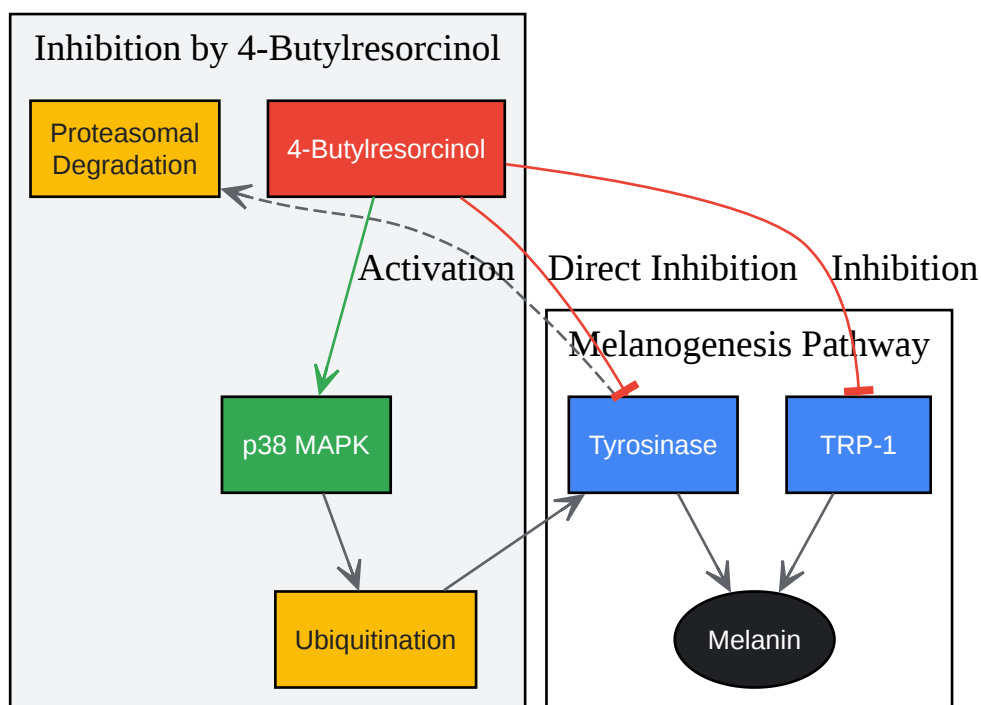 Inhibition by 4-Butylresorcinol
Proteasomal
Degradation
4-Butylresorcinol
Activation
Direct Inhibition
Inhibition
Melanogenesis Pathway
p38 MAPK
Tyrosinase
TRP-1
Ubiquitination
Melanin